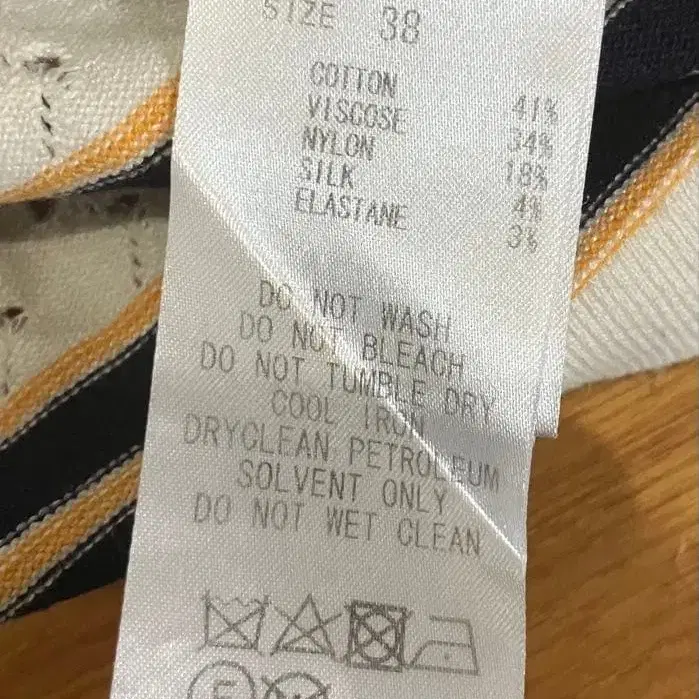 SIZE 38
COTTON 41%
VISCOSE 34%
NYLON 18%
SILK 4%
ELASTANE 3%
DO NOT WASH
DO NOT BLEACH
DO NOT TUMBLE DRY
COOL IRON
DRYCLEAN PETROLEUM
SOLVENT ONLY
DO NOT WET CLEAN